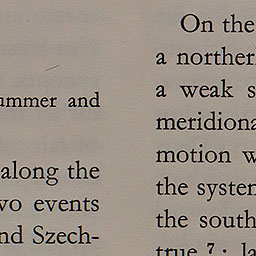 ummer and
along the
wo events
nd Szech-
On the
a northern
a weak s
meridiona
motion w
the system
the south
true 7; la